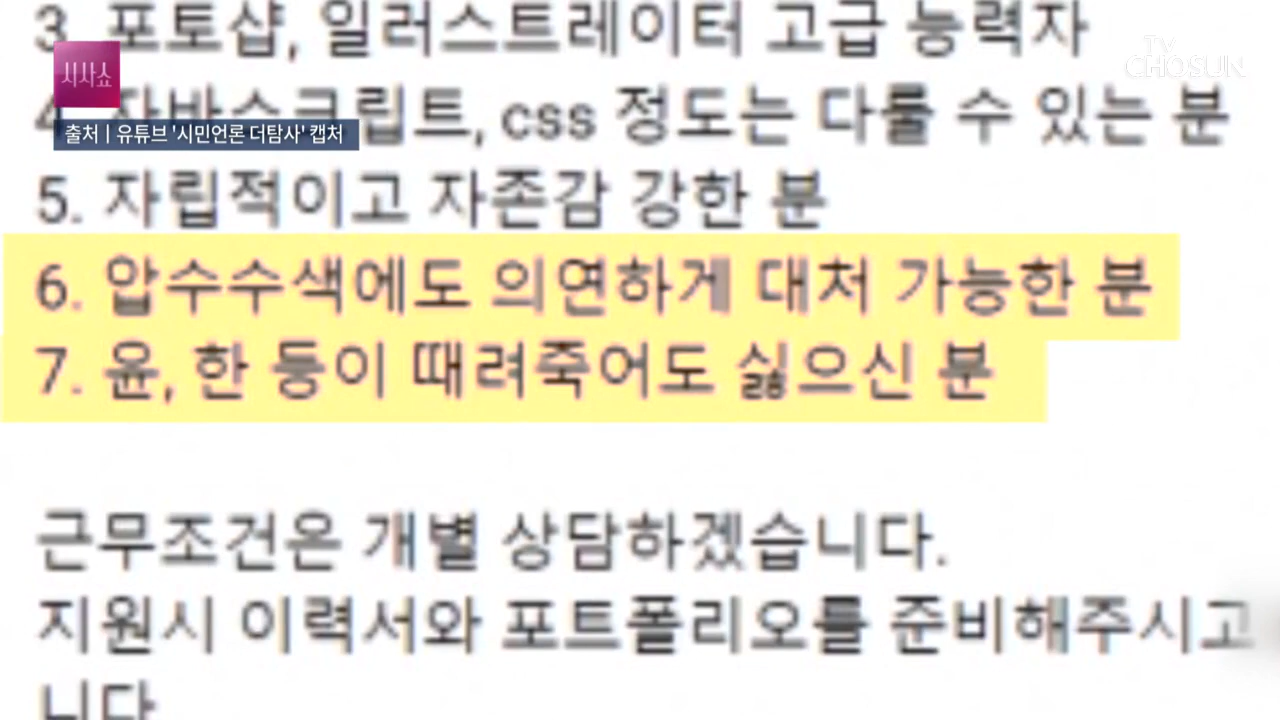 3. 포토샵, 일러스트레이터 고급 능력자
TV
CHOSUN
시사쇼
4. 자바스크립트, css 정도는 다룰 수 있는 분
출처 | 유튜브 '시민언론 더탐사' 캡처
5. 자립적이고 자존감 강한 분
6. 압수수색에도 의연하게 대처 가능한 분
7. 윤, 한 등이 때려죽어도 싫으신 분
근무조건은 개별 상담하겠습니다.
지원시 이력서와 포트폴리오를 준비해주시고
니다